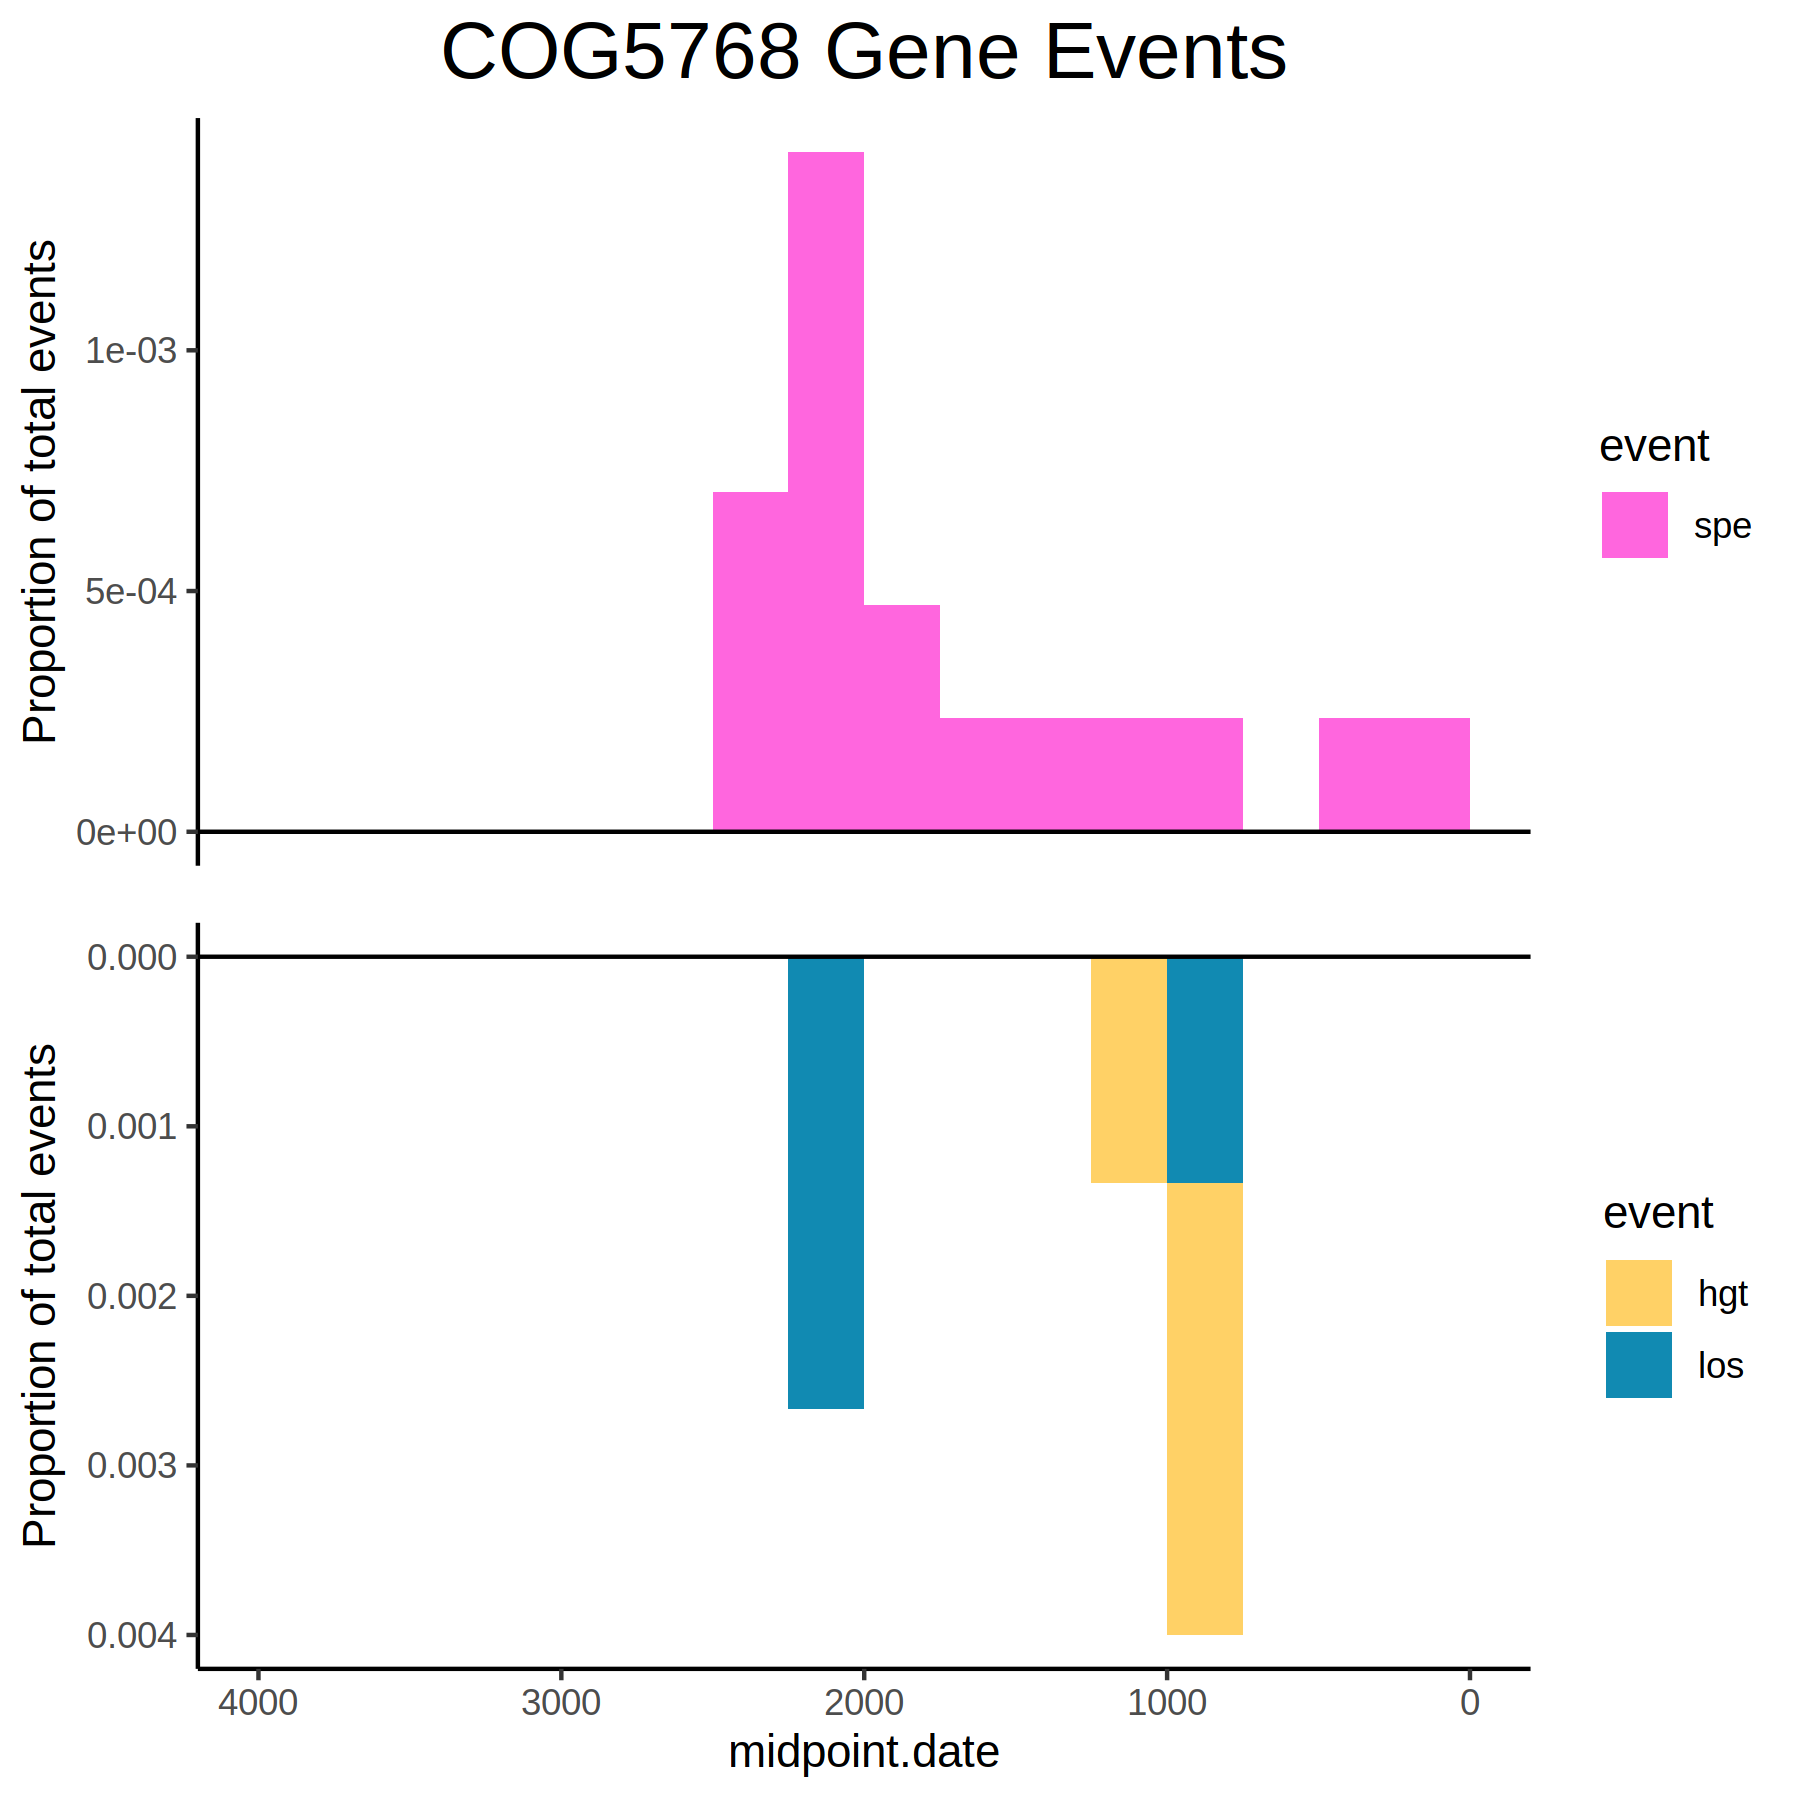 COG5768 Gene Events
Proportion of total events
1e-03
5e-04
0e+00
event
spe
Proportion of total events
0.000
0.001
0.002
0.003
0.004
event
hgt
los
4000 3000 2000 1000 0
midpoint.date